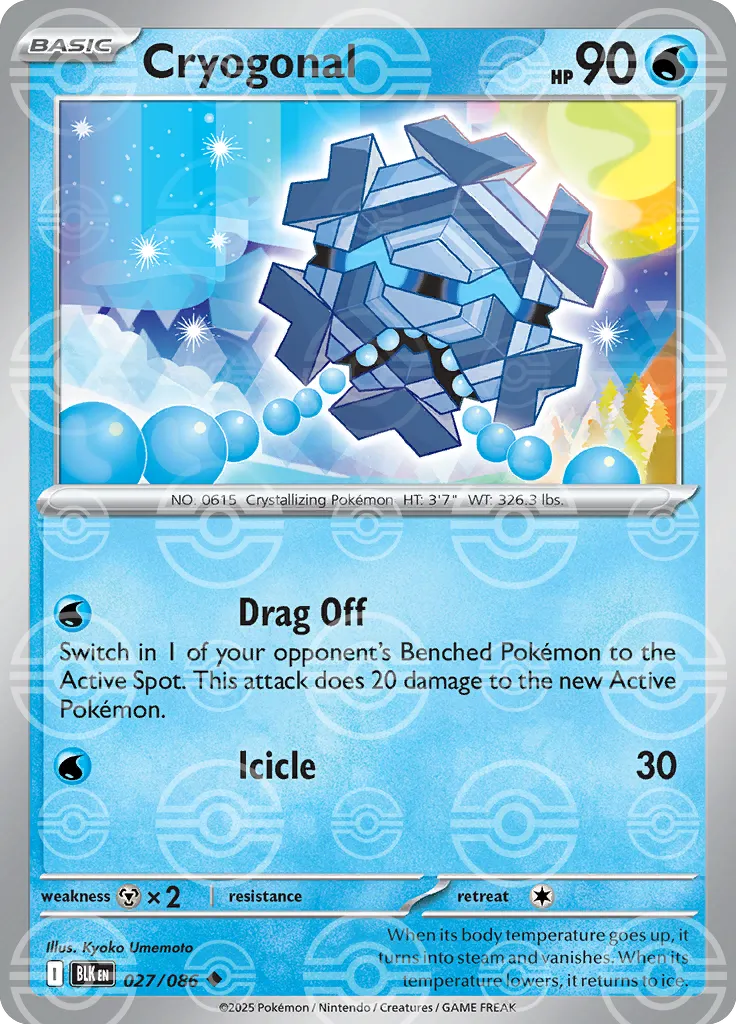 BASIC
Cryogonal
HP 90
NO. 0615 Crystallizing Pokémon HT: 3'7" WT: 326.3 lbs.
Drag Off
Switch in 1 of your opponent's Benched Pokémon to the
Active Spot. This attack does 20 damage to the new Active
Pokémon.
Icicle 30
weakness ×2 resistance retreat
Illus. Kyoko Umemoto
When its body temperature goes up, it
turns into steam and vanishes. When its
temperature lowers, it returns to ice.
I BLK EN 027/086
©2025 Pokémon / Nintendo / Creatures / GAME FREAK